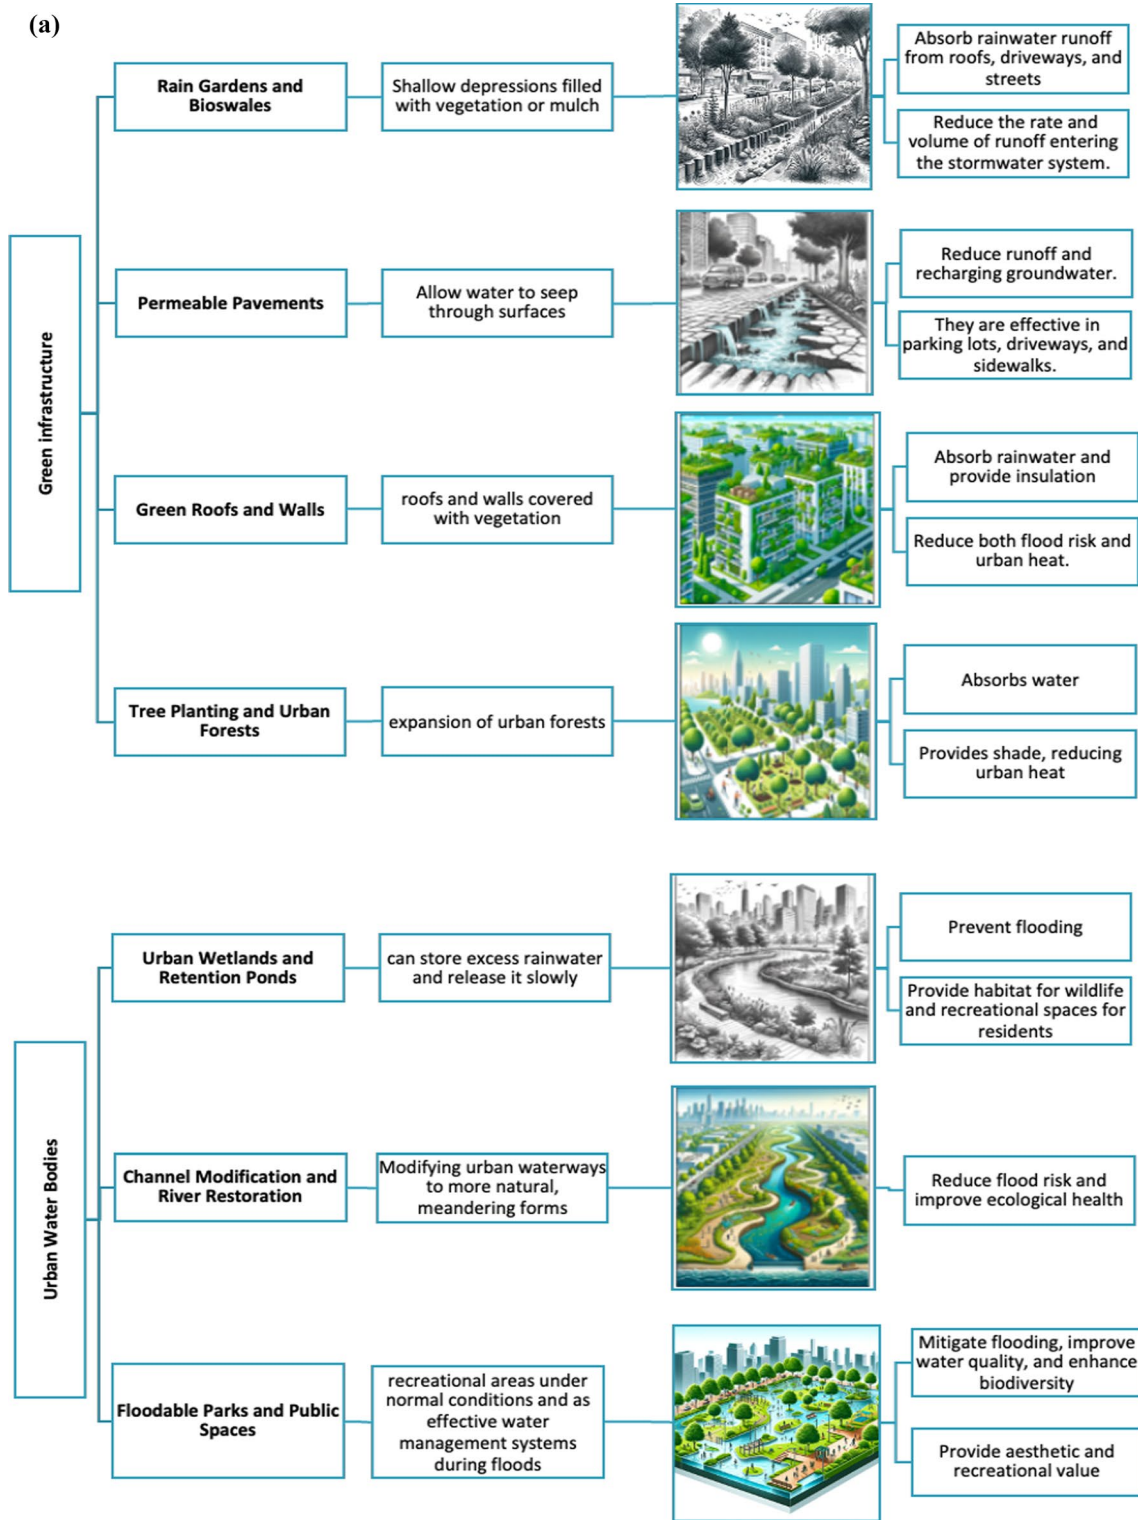 (a)
Green infrastructure
Rain Gardens and
Bioswales
Shallow depressions filled
with vegetation or mulch
Absorb rainwater runoff
from roofs, driveways, and
streets
Reduce the rate and
volume of runoff entering
the stormwater system.
Permeable Pavements
Allow water to seep
through surfaces
Reduce runoff and
recharging groundwater.
They are effective in
parking lots, driveways, and
sidewalks.
Green Roofs and Walls
roofs and walls covered
with vegetation
Absorb rainwater and
provide insulation
Reduce both flood risk and
urban heat.
Tree Planting and Urban
Forests
expansion of urban forests
Absorbs water
Provides shade, reducing
urban heat
Urban Water Bodies
Urban Wetlands and
Retention Ponds
can store excess rainwater
and release it slowly
Prevent flooding
Provide habitat for wildlife
and recreational spaces for
residents
Channel Modification and
River Restoration
Modifying urban waterways
to more natural,
meandering forms
Reduce flood risk and
improve ecological health
Floodable Parks and Public
Spaces
recreational areas under
normal conditions and as
effective water
management systems
during floods
Mitigate flooding, improve
water quality, and enhance
biodiversity
Provide aesthetic and
recreational value